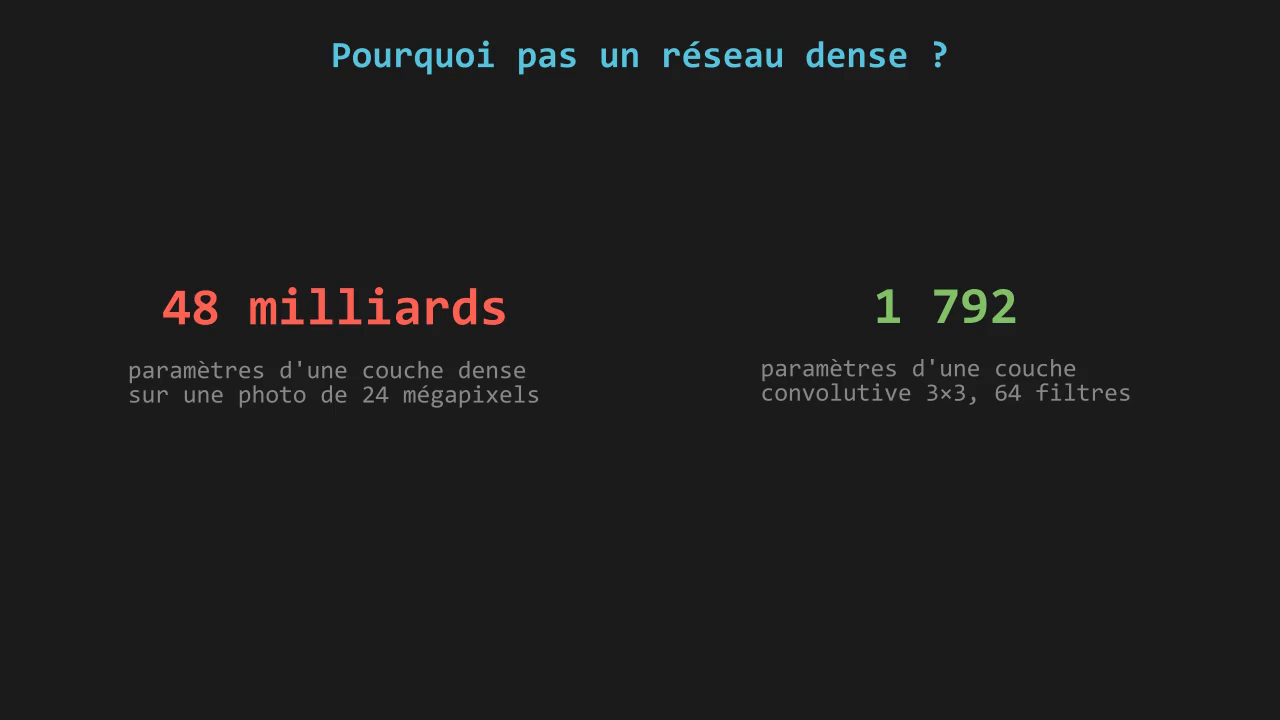 Pourquoi pas un réseau dense ?
48 milliards
paramètres d'une couche dense
sur une photo de 24 mégapixels
1 792
paramètres d'une couche
convolutive 3×3, 64 filtres